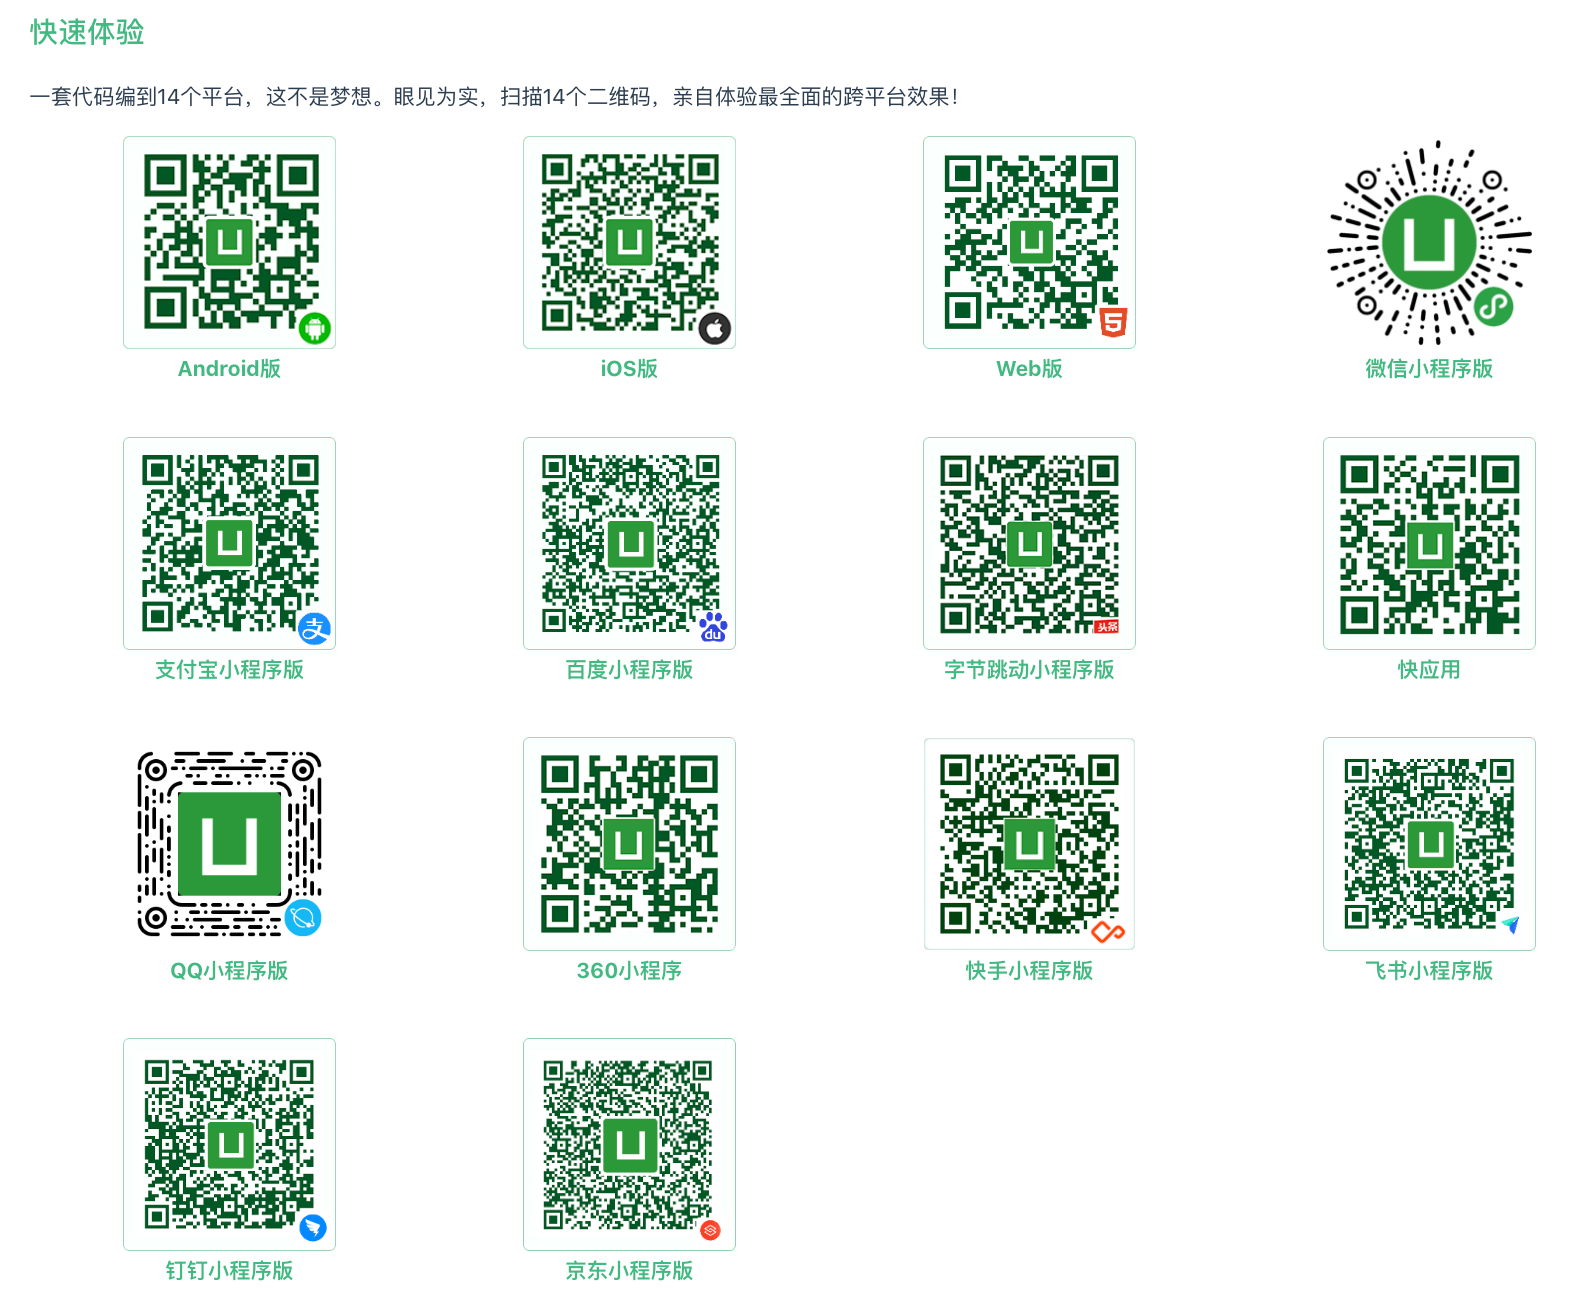 快速体验
一套代码编到14个平台，这不是梦想。眼见为实，扫描14个二维码，亲自体验最全面的跨平台效果！
Android版
iOS版
Web版
微信小程序版
支
du
头条
支付宝小程序版
百度小程序版
字节跳动小程序版
快应用
QQ小程序版
360小程序
快手小程序版
飞书小程序版
钉钉小程序版
京东小程序版